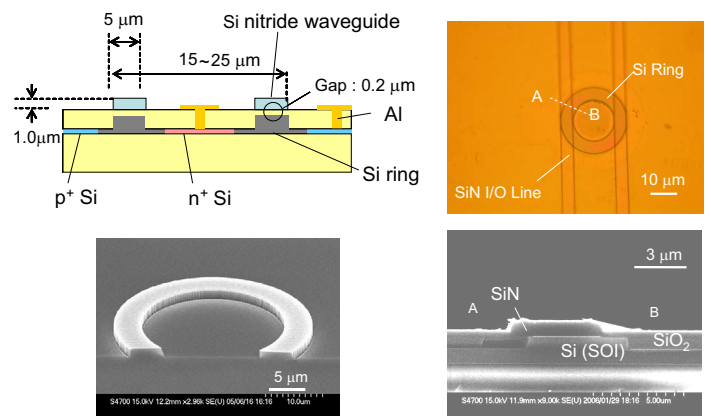 5 μm
Si nitride waveguide
15~25 μm
Gap : 0.2 μm
1.0μm
Al
Si ring
p+ Si
n+ Si
Si Ring
A
B
SiN I/O Line
10 μm
5 μm
S4700 15.0kV 12.2mm x2.96k SE(U) 05/06/16 16:16 10.0um
3 μm
SiN
A
B
SiO2
Si (SOI)
S4700 15.0kV 11.9mm x9.00k SE(U) 2006/01/29 18:16 5.00um